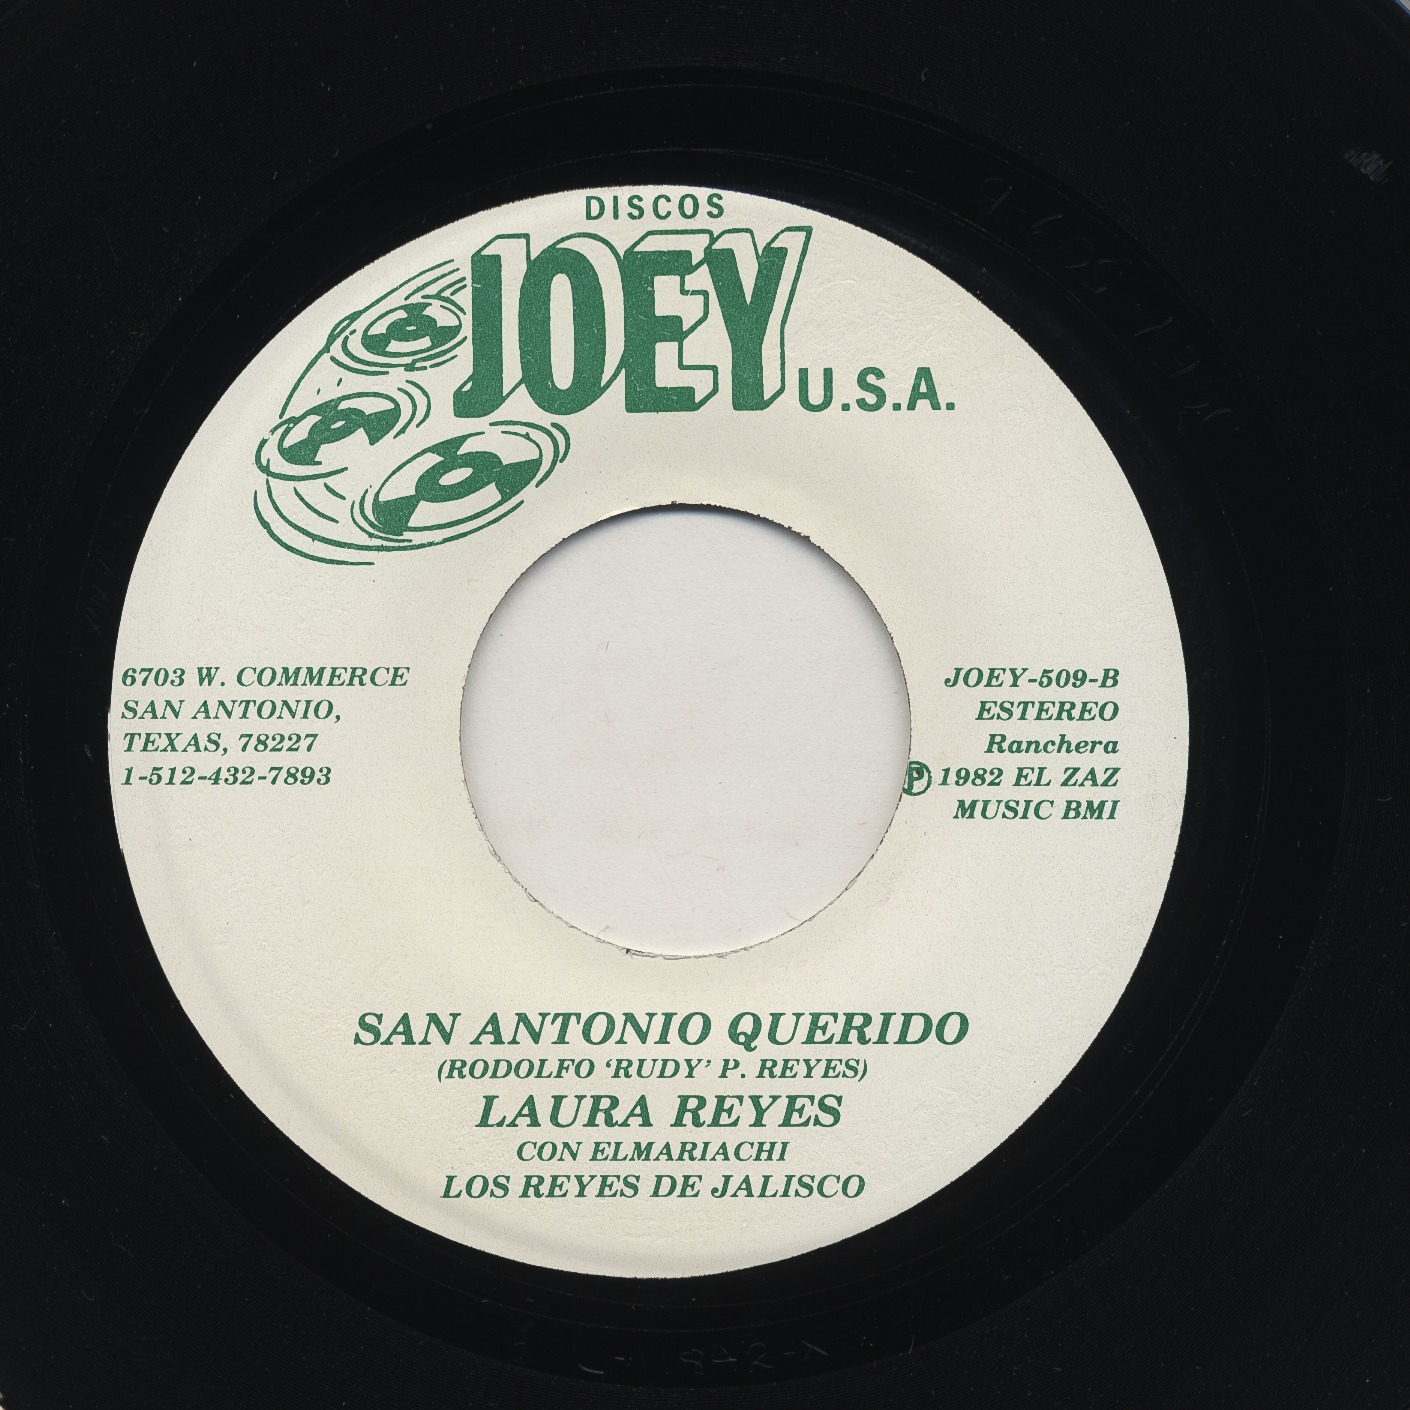 DISCOS
JOEY U.S.A.
6703 W. COMMERCE
SAN ANTONIO,
TEXAS, 78227
1-512-432-7893
JOEY-509-B
ESTEREO
Ranchera
℗ 1982 EL ZAZ
MUSIC BMI
SAN ANTONIO QUERIDO
(RODOLFO ‘RUDY’ P. REYES)
LAURA REYES
CON ELMARIACHI
LOS REYES DE JALISCO